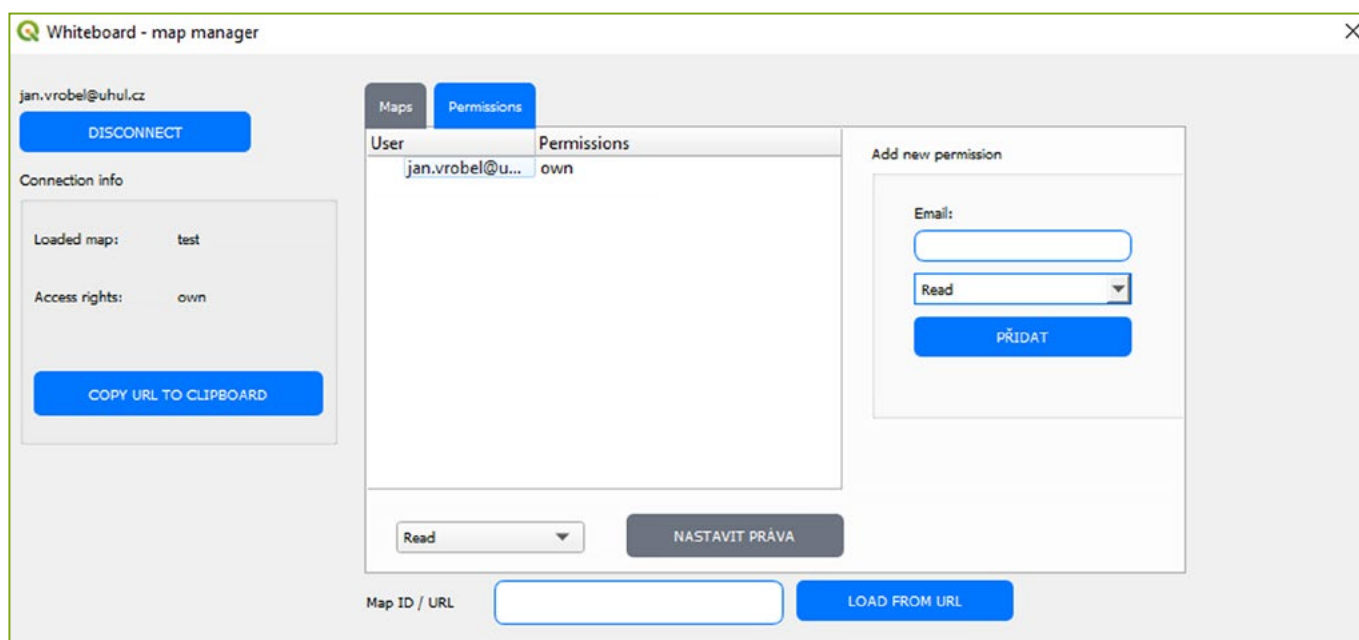 Whiteboard - map manager
jan.vrobel@uhul.cz
DISCONNECT
Connection info
Loaded map: test
Access rights: own
COPY URL TO CLIPBOARD
Maps Permissions
User Permissions
jan.vrobel@u... own
Read NASTAVIT PRÁVA
Add new permission
Email:
Read
PŘIDAT
Map ID / URL LOAD FROM URL